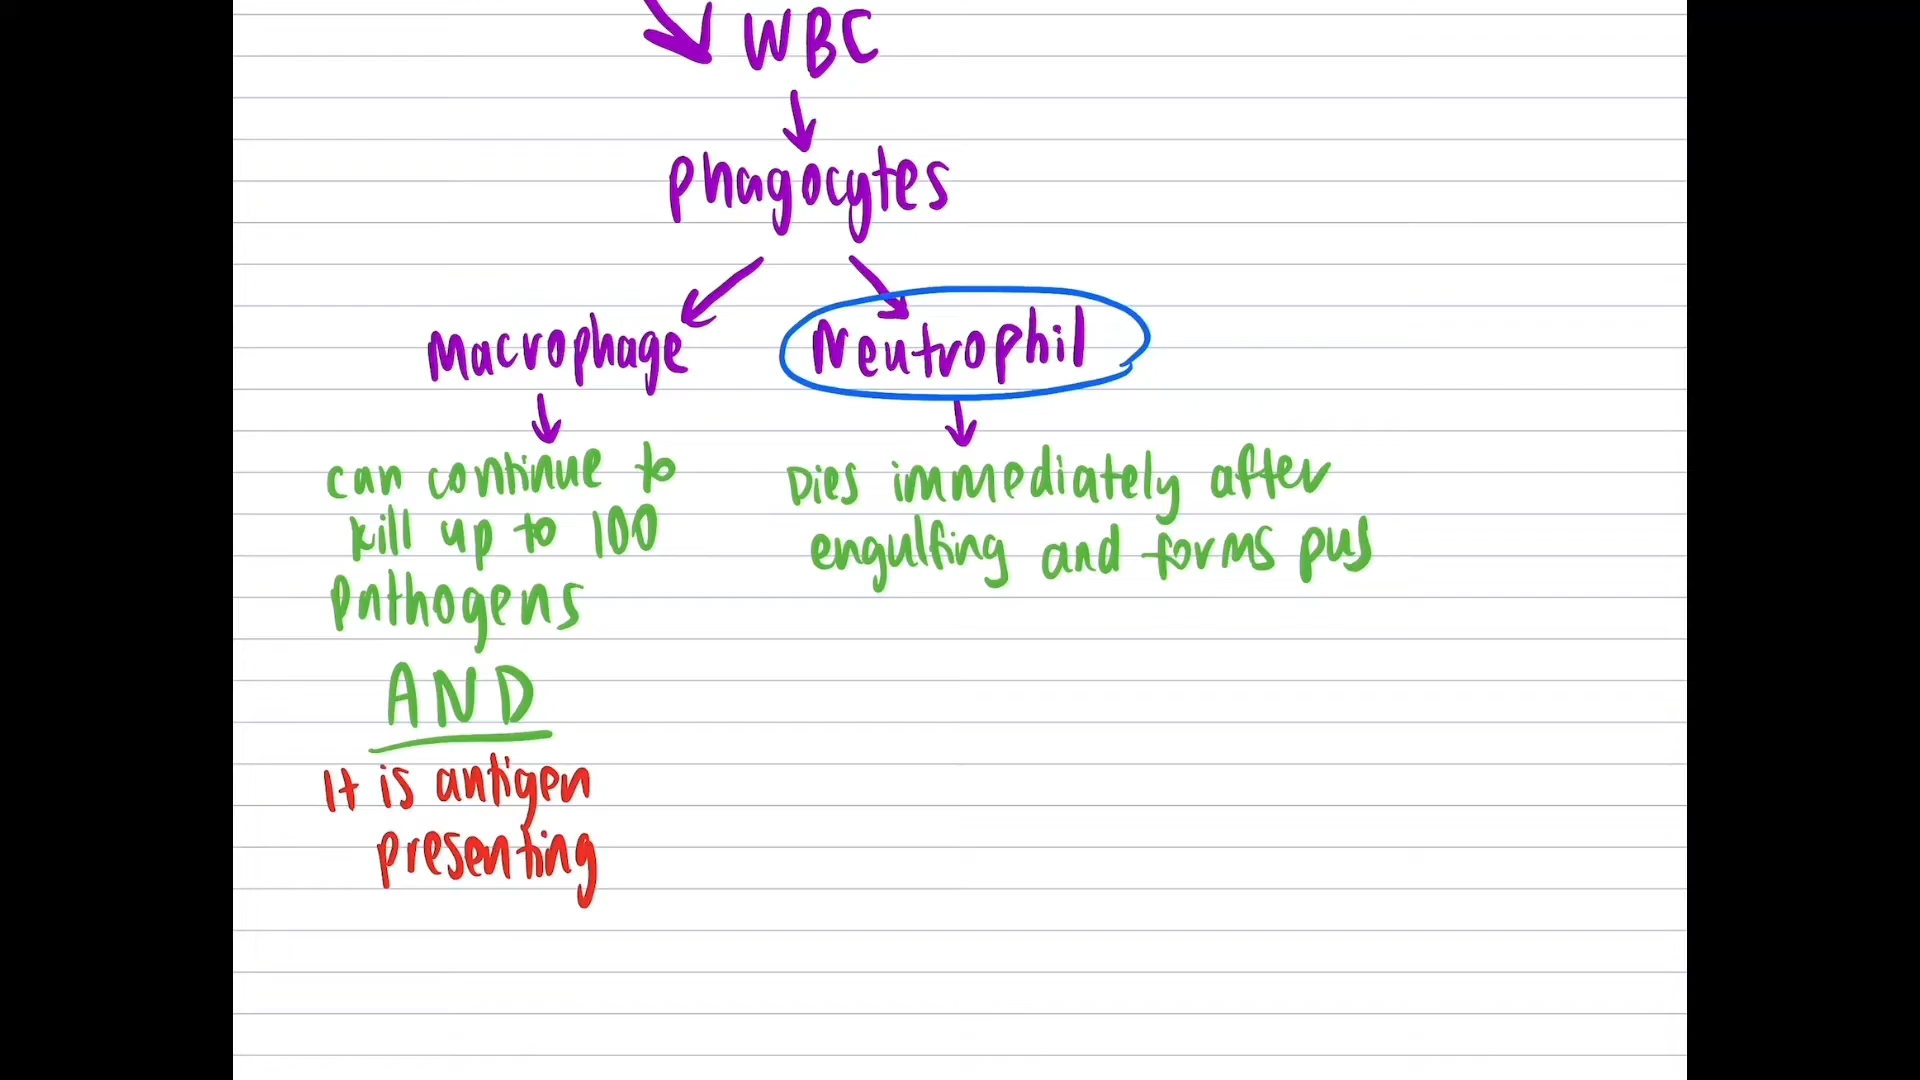 WBC
phagocytes
Macrophage Neutrophil
can continue to
kill up to 100
pathogens
AND
It is antigen
presenting
Dies immediately after
engulfing and forms pus